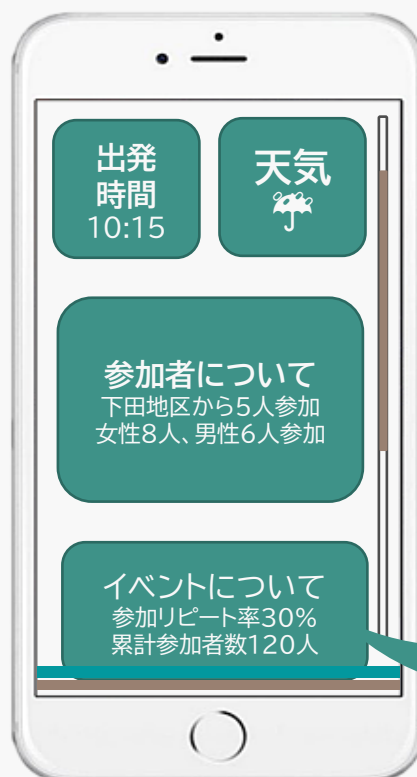 出発
時間
10:15
天気
参加者について
下田地区から5人参加
女性8人、男性6人参加
イベントについて
参加リピート率30%
累計参加者数120人